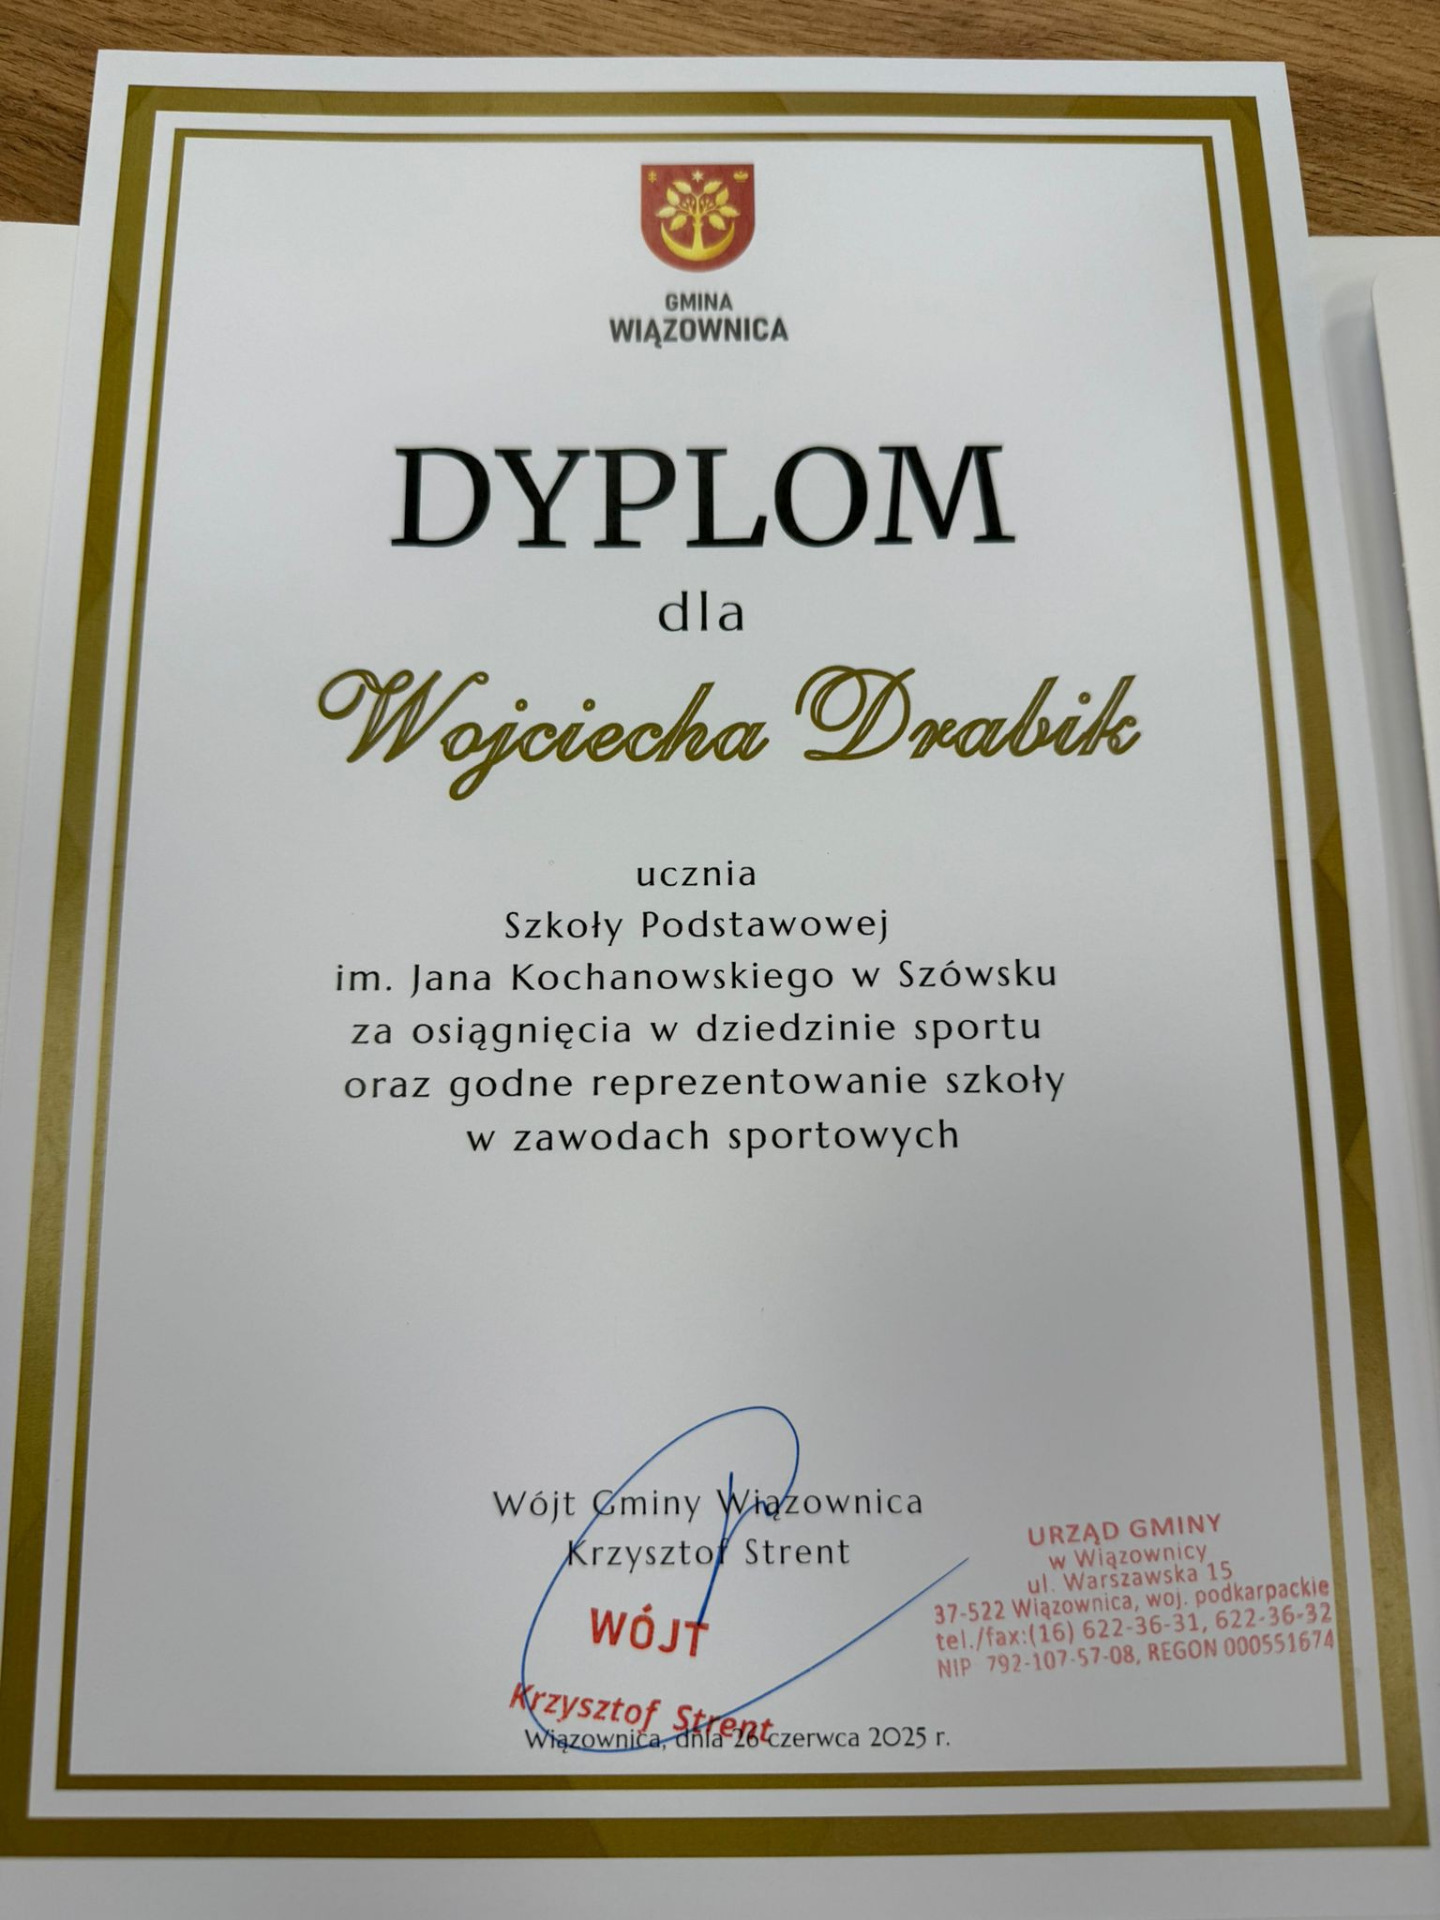 GMINA
WIĄZOWNICA
DYPLOM
dla
Wojciecha Drabik
ucznia
Szkoły Podstawowej
im. Jana Kochanowskiego w Szówsku
za osiągnięcia w dziedzinie sportu
oraz godne reprezentowanie szkoły
w zawodach sportowych
Wójt Gminy Wiązownica
Krzysztof Strent
WÓJT
Krzysztof Strent
URZĄD GMINY
w Wiązownicy
ul. Warszawska 15
37-522 Wiązownica, woj. podkarpackie
tel./fax:(16) 622-36-31, 622-36-32
NIP 792-107-57-08, REGON 000551674
Wiązownica, dnia 26 czerwca 2025 r.